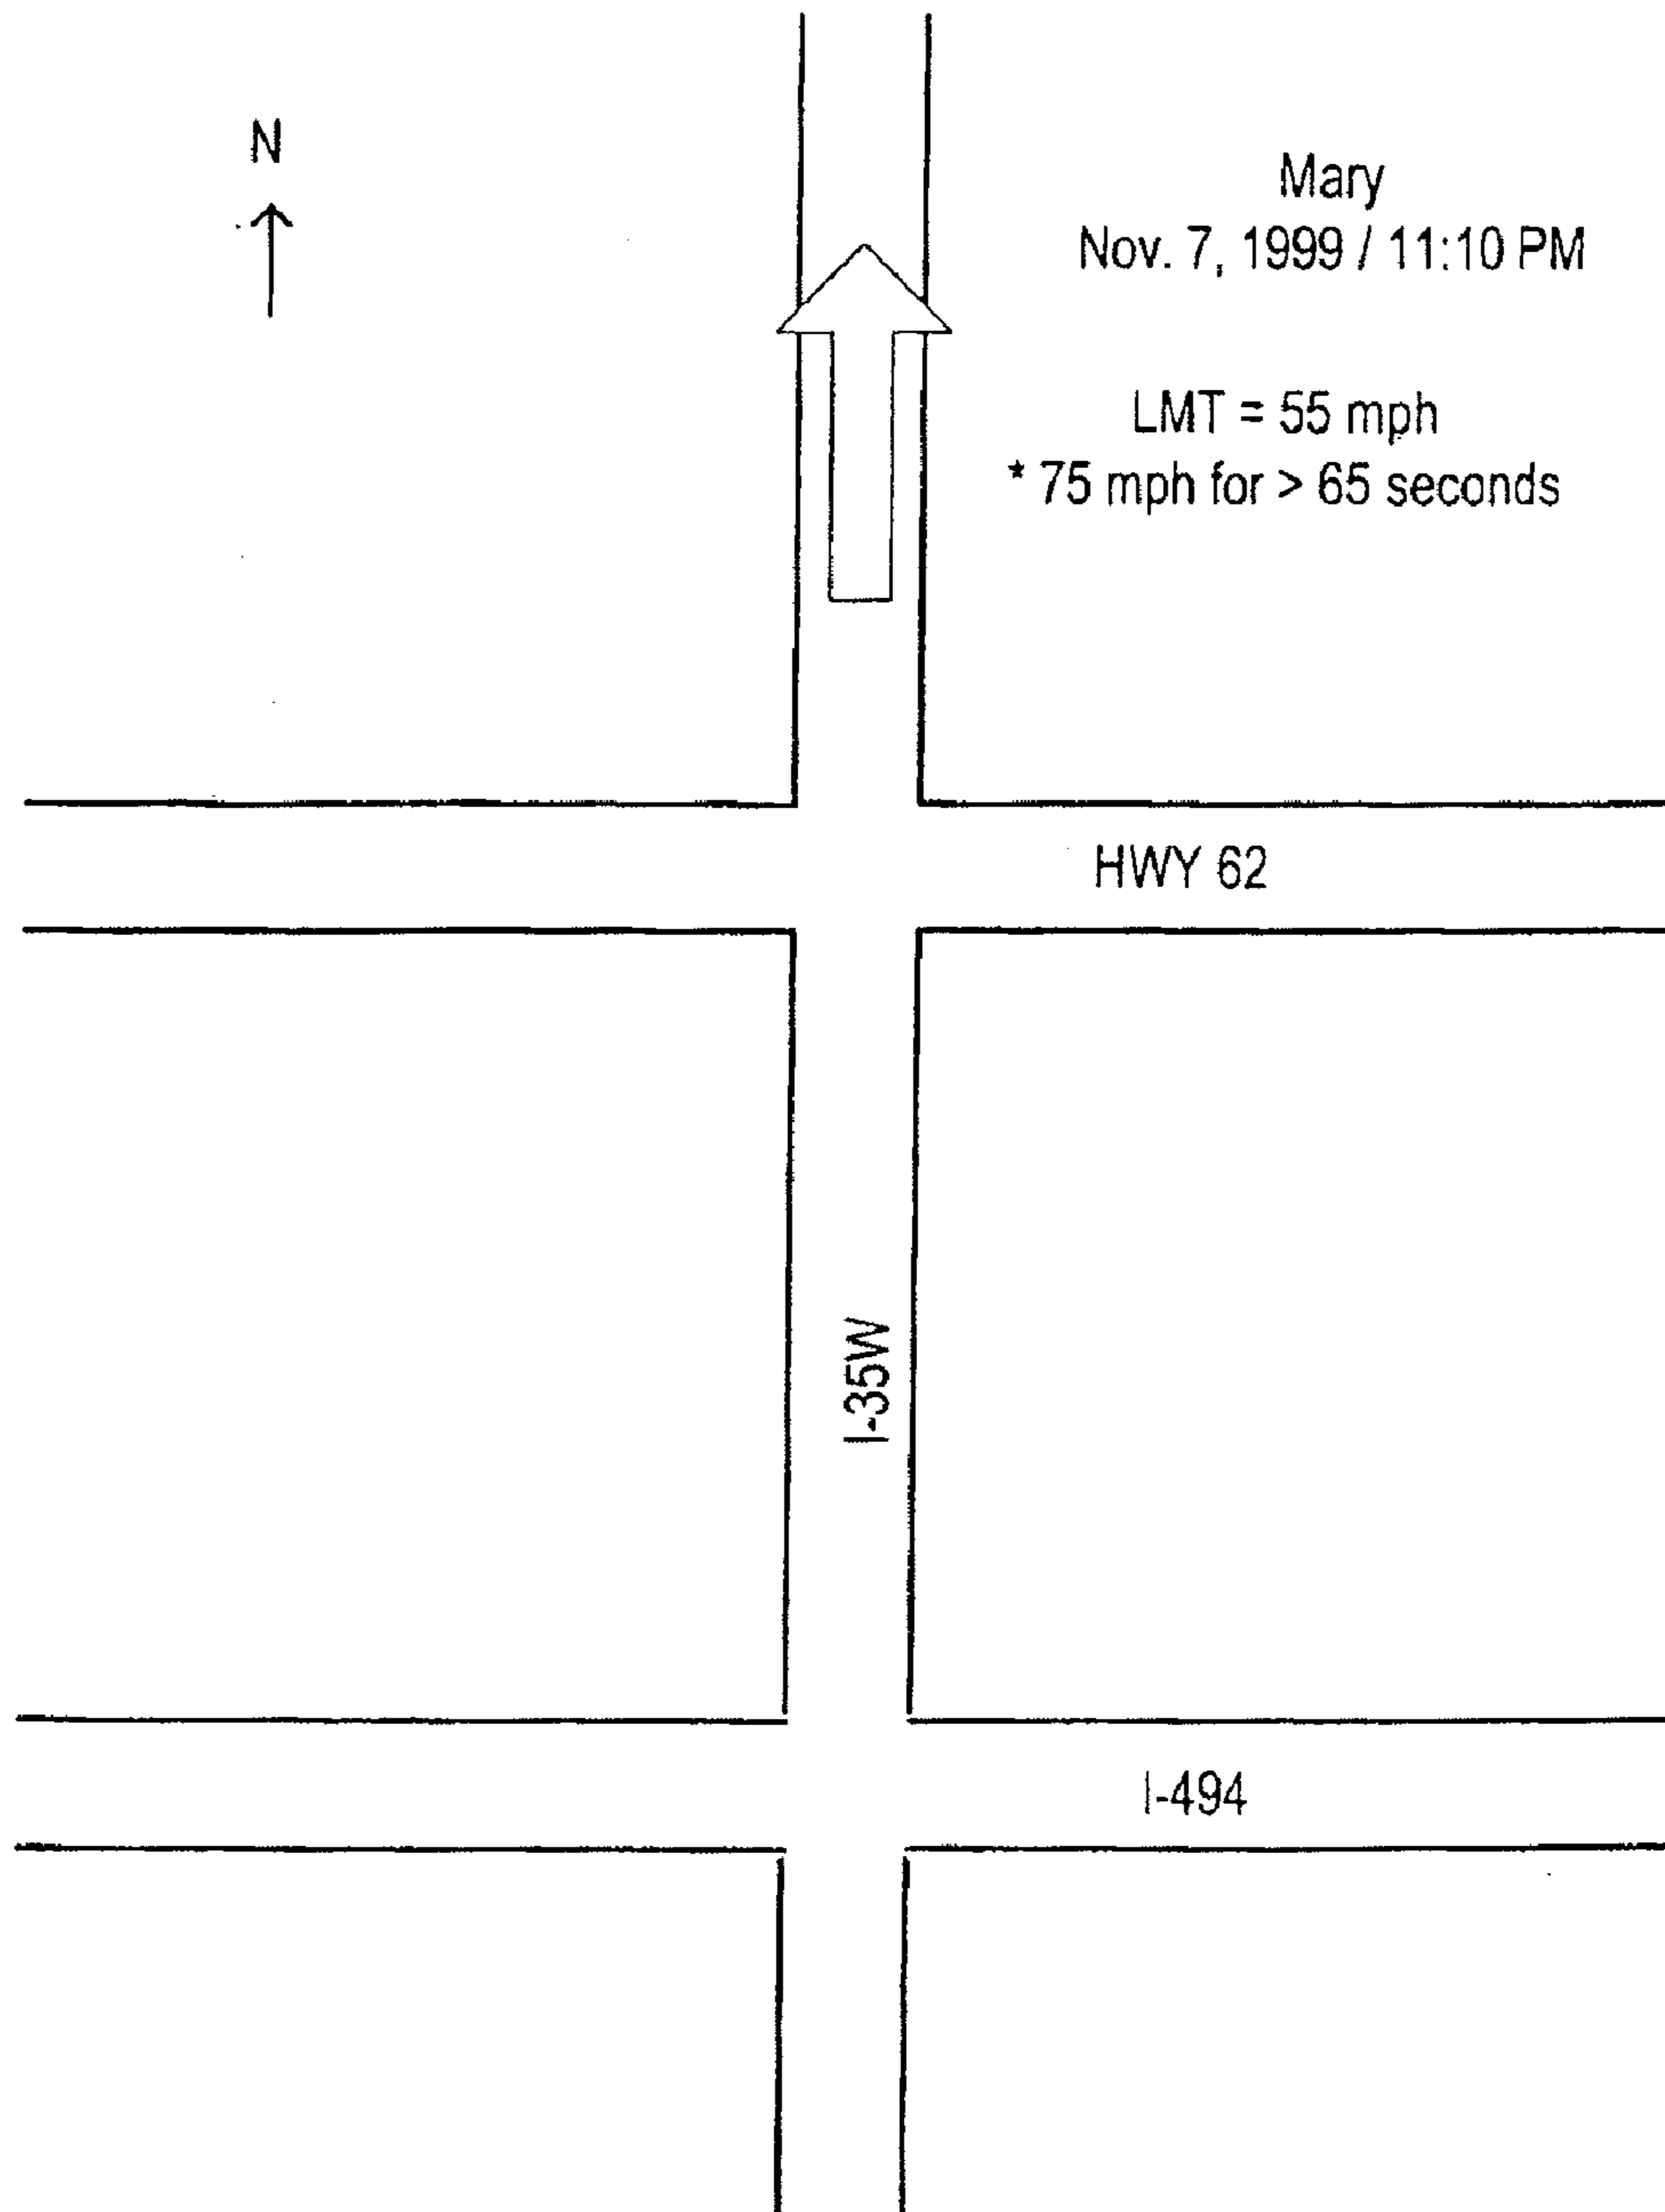 N
Mary
Nov. 7, 1999 / 11:10 PM
LMT = 55 mph
* 75 mph for > 65 seconds
HWY 62
I-35W
I-494